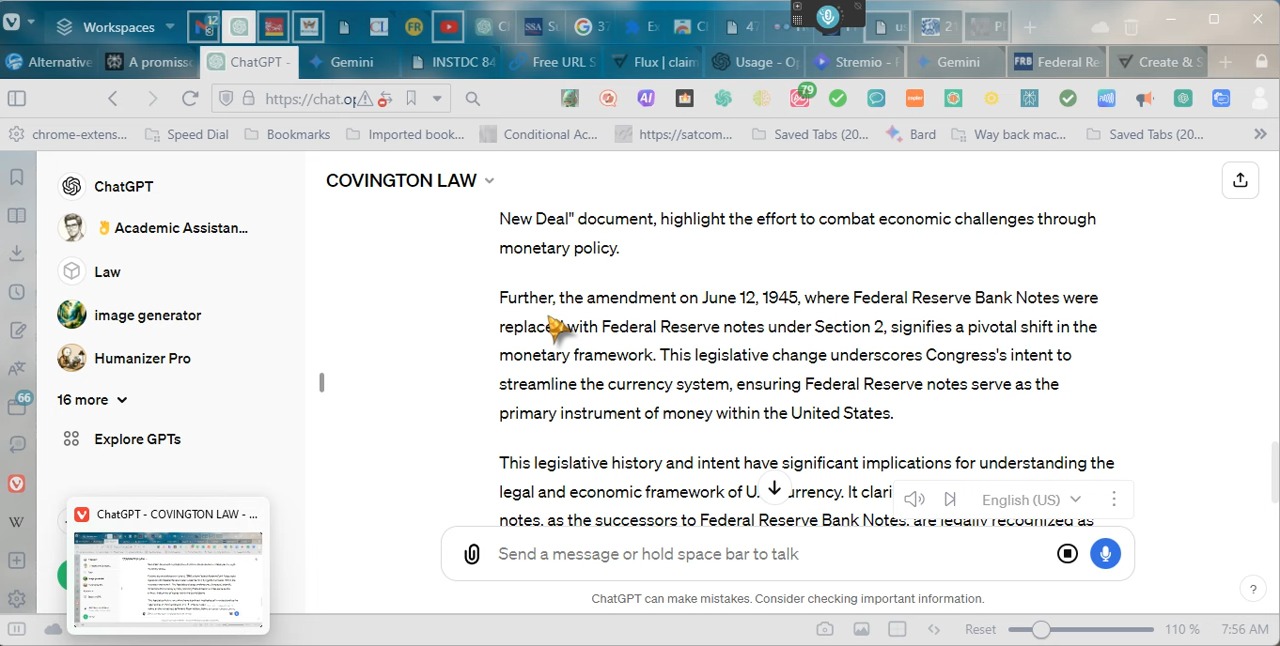 Workspaces
12
SSA
FR
Alternative
A promiss
ChatGPT -
Gemini
INSTDC 84
Free URL S
Flux | claim
Usage - Op
Stremio - F
Gemini
FRB Federal Re
Create & S
https://chat.op
79
chrome-extens...
Speed Dial
Bookmarks
Imported book...
Conditional Ac...
https://satcom...
Saved Tabs (20...
Bard
Way back mac...
Saved Tabs (20...
ChatGPT
COVINGTON LAW
Academic Assistan...
New Deal" document, highlight the effort to combat economic challenges through
monetary policy.
Law
Further, the amendment on June 12, 1945, where Federal Reserve Bank Notes were
image generator
with Federal Reserve notes under Section 2, signifies a pivotal shift in the
Humanizer Pro
monetary framework. This legislative change underscores Congress's intent to
streamline the currency system, ensuring Federal Reserve notes serve as the
16 more
66
primary instrument of money within the United States.
Explore GPTs
This legislative history and intent have significant implications for understanding the
legal and economic framework of U.
English (US)
ChatGPT - COVINGTON LAW - ...
notes, as the successors to Federal Reserve Bank Notes, are legally recognized as
Send a message or hold space bar to talk
ChatGPT can make mistakes. Consider checking important information.
?
Reset
110 %
7:56 AM